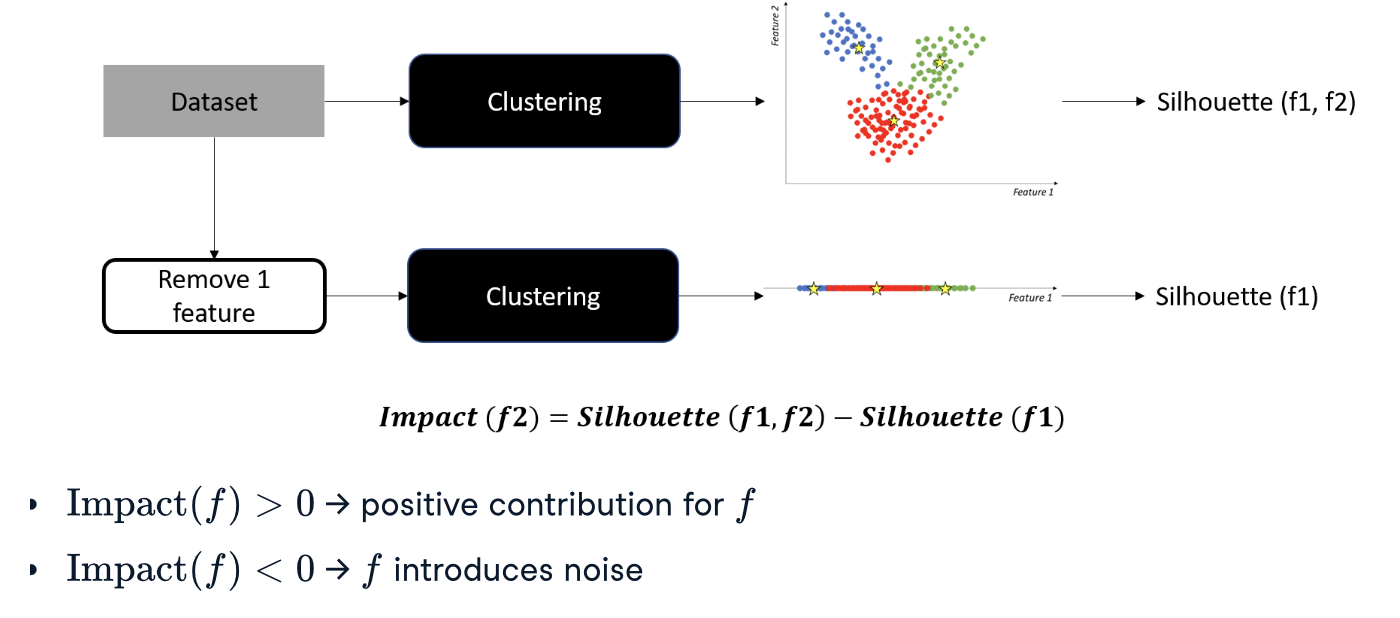 Feature 2
Dataset
Clustering
Silhouette (f1, f2)
Feature 1
Remove 1
feature
Clustering
Feature 1
Silhouette (f1)
Impact (f2) = Silhouette (f1, f2) − Silhouette (f1)
Impact(f) > 0 → positive contribution for f
Impact(f) < 0 → f introduces noise